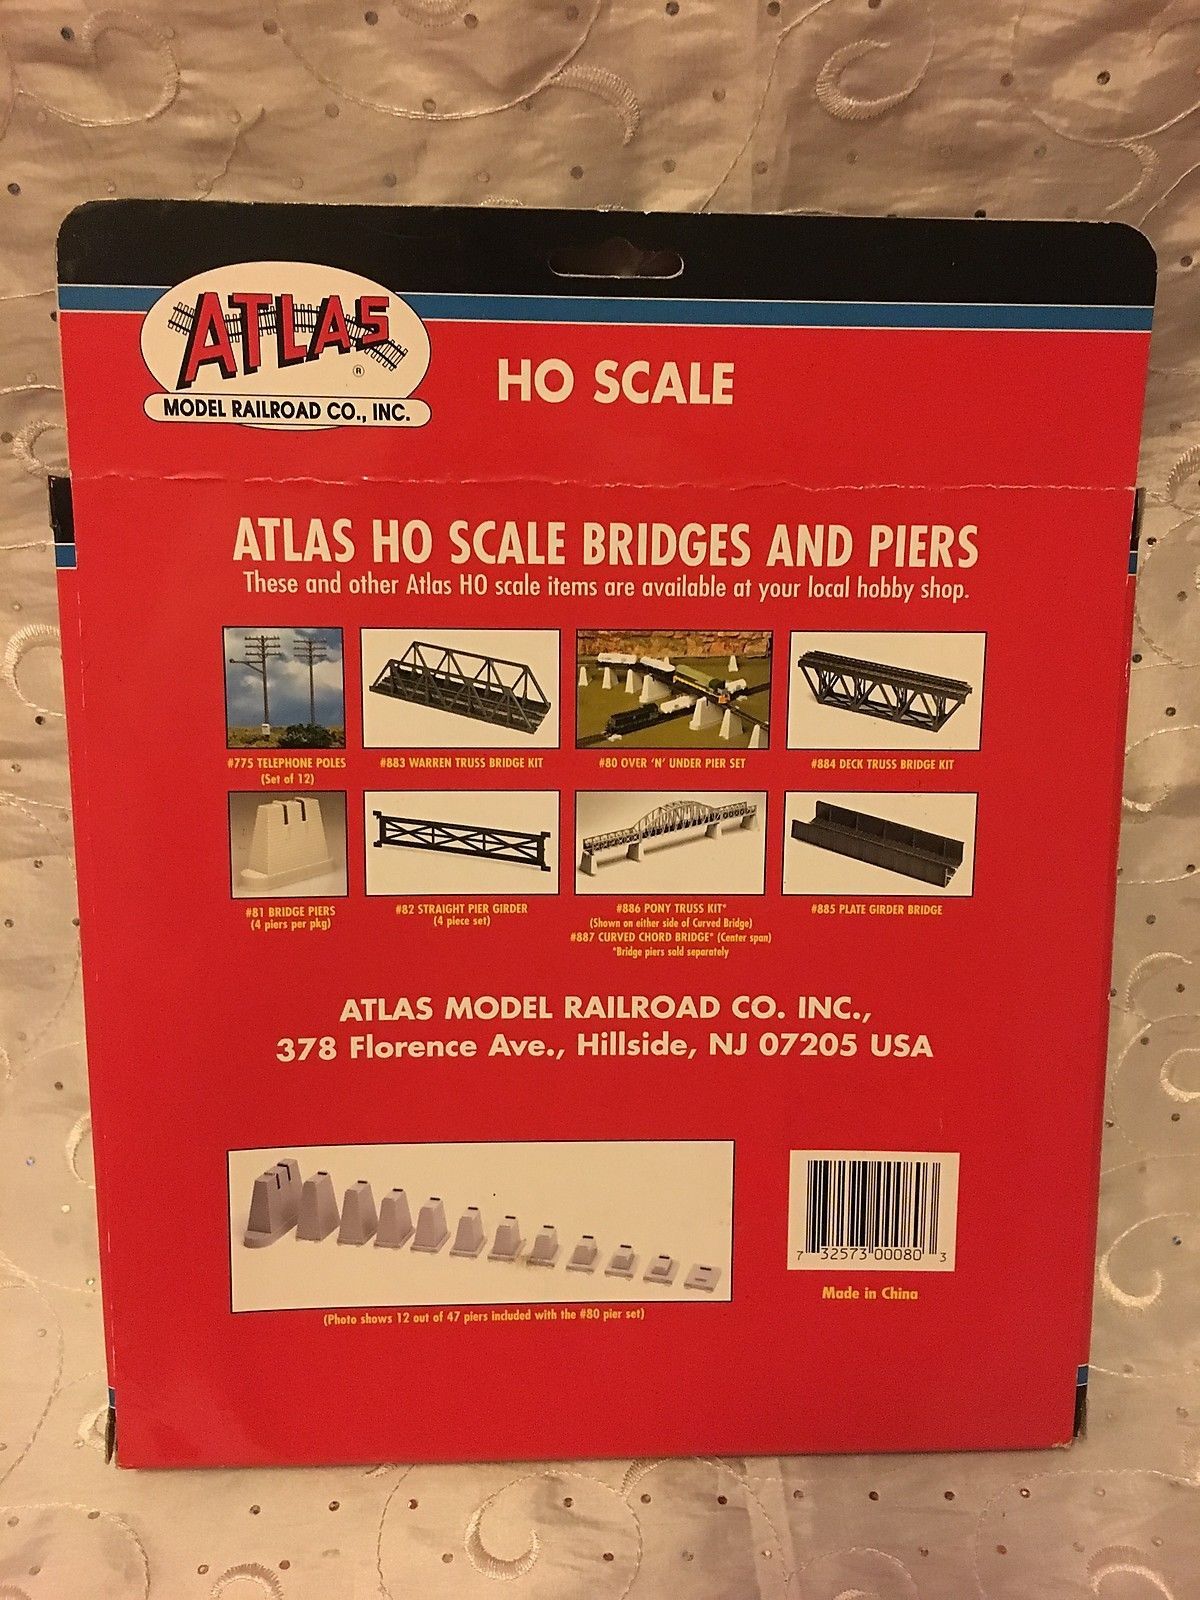 ATLAS
®
MODEL RAILROAD CO., INC.
HO SCALE
ATLAS HO SCALE BRIDGES AND PIERS
These and other Atlas HO scale items are available at your local hobby shop.
#775 TELEPHONE POLES
(Set of 12)
#883 WARREN TRUSS BRIDGE KIT
#80 OVER 'N' UNDER PIER SET
#884 DECK TRUSS BRIDGE KIT
#81 BRIDGE PIERS
(4 piers per pkg)
#82 STRAIGHT PIER GIRDER
(4 piece set)
#886 PONY TRUSS KIT*
(Shown on either side of Curved Bridge)
#887 CURVED CHORD BRIDGE* (Center span)
*Bridge piers sold separately
#885 PLATE GIRDER BRIDGE
ATLAS MODEL RAILROAD CO. INC.,
378 Florence Ave., Hillside, NJ 07205 USA
(Photo shows 12 out of 47 piers included with the #80 pier set)
7 32573 00080 3
Made in China